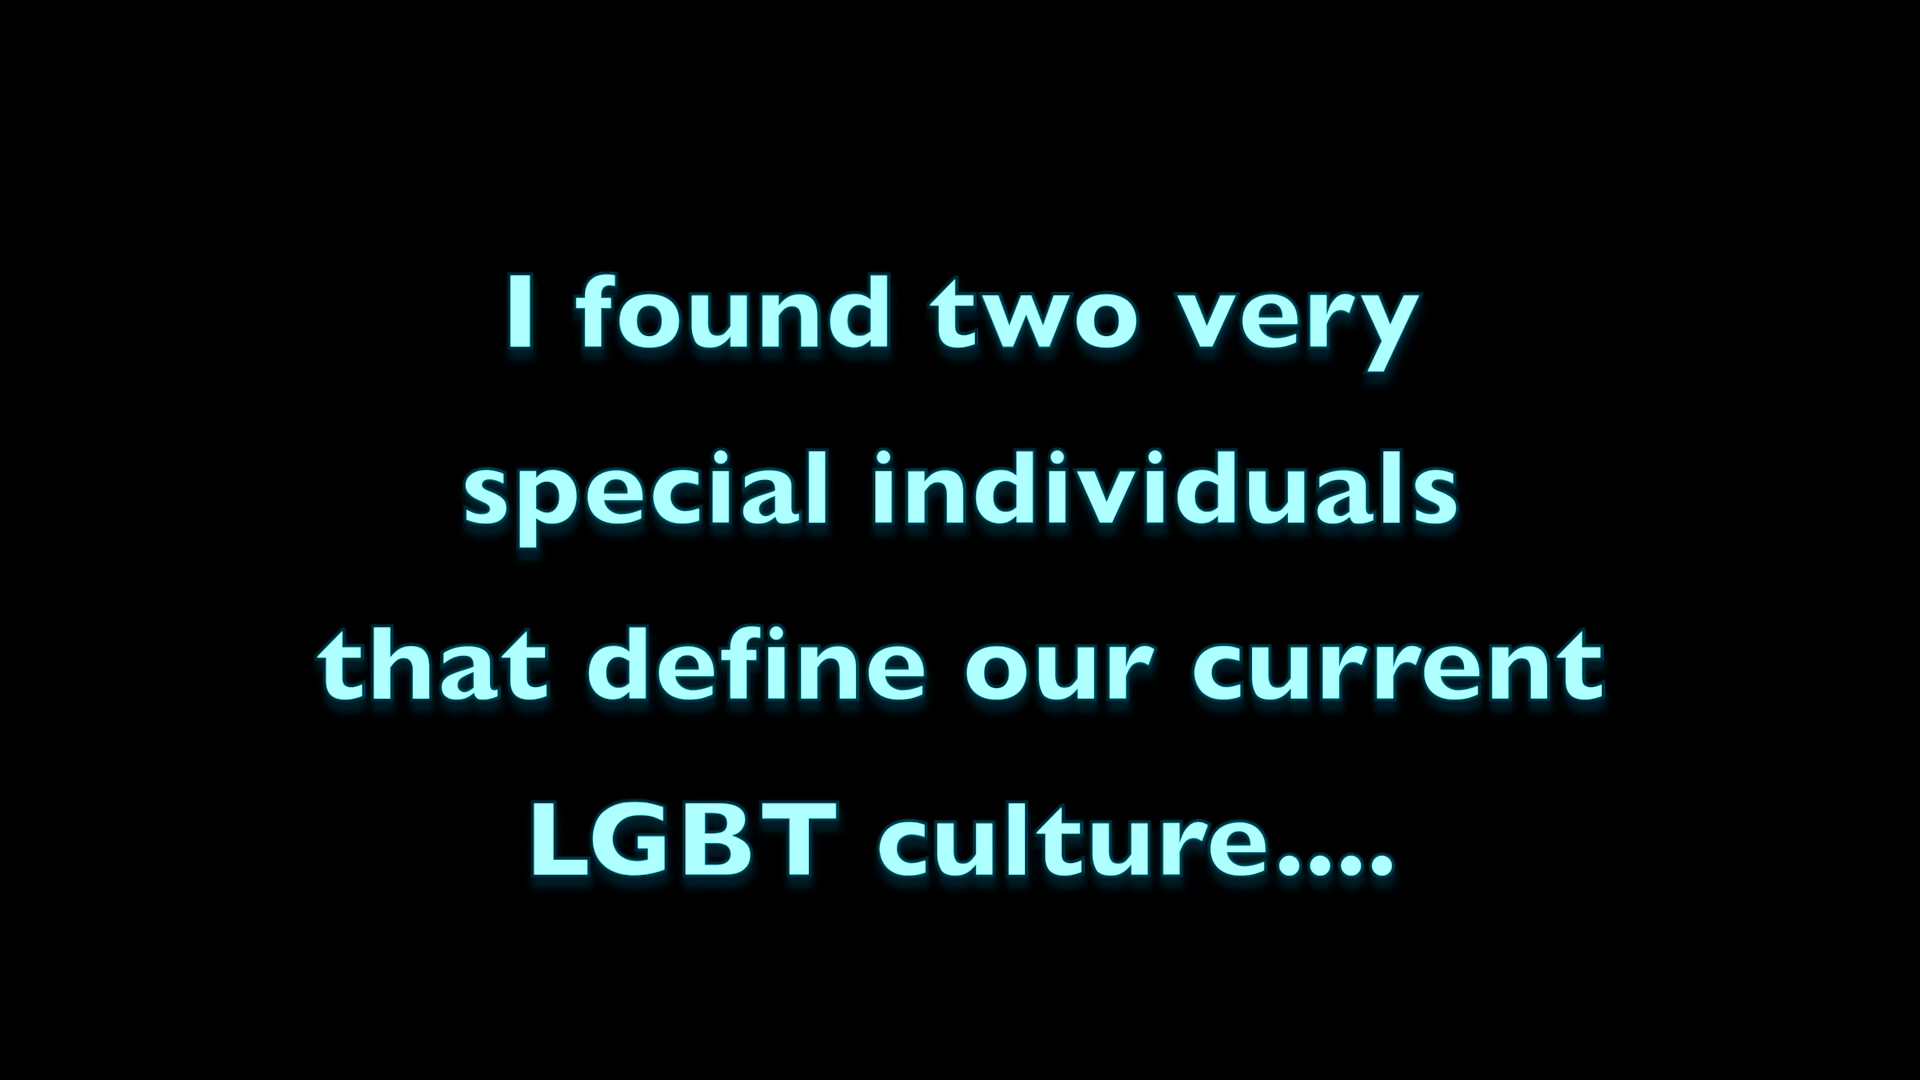 I found two very
special individuals
that define our current
LGBT culture....